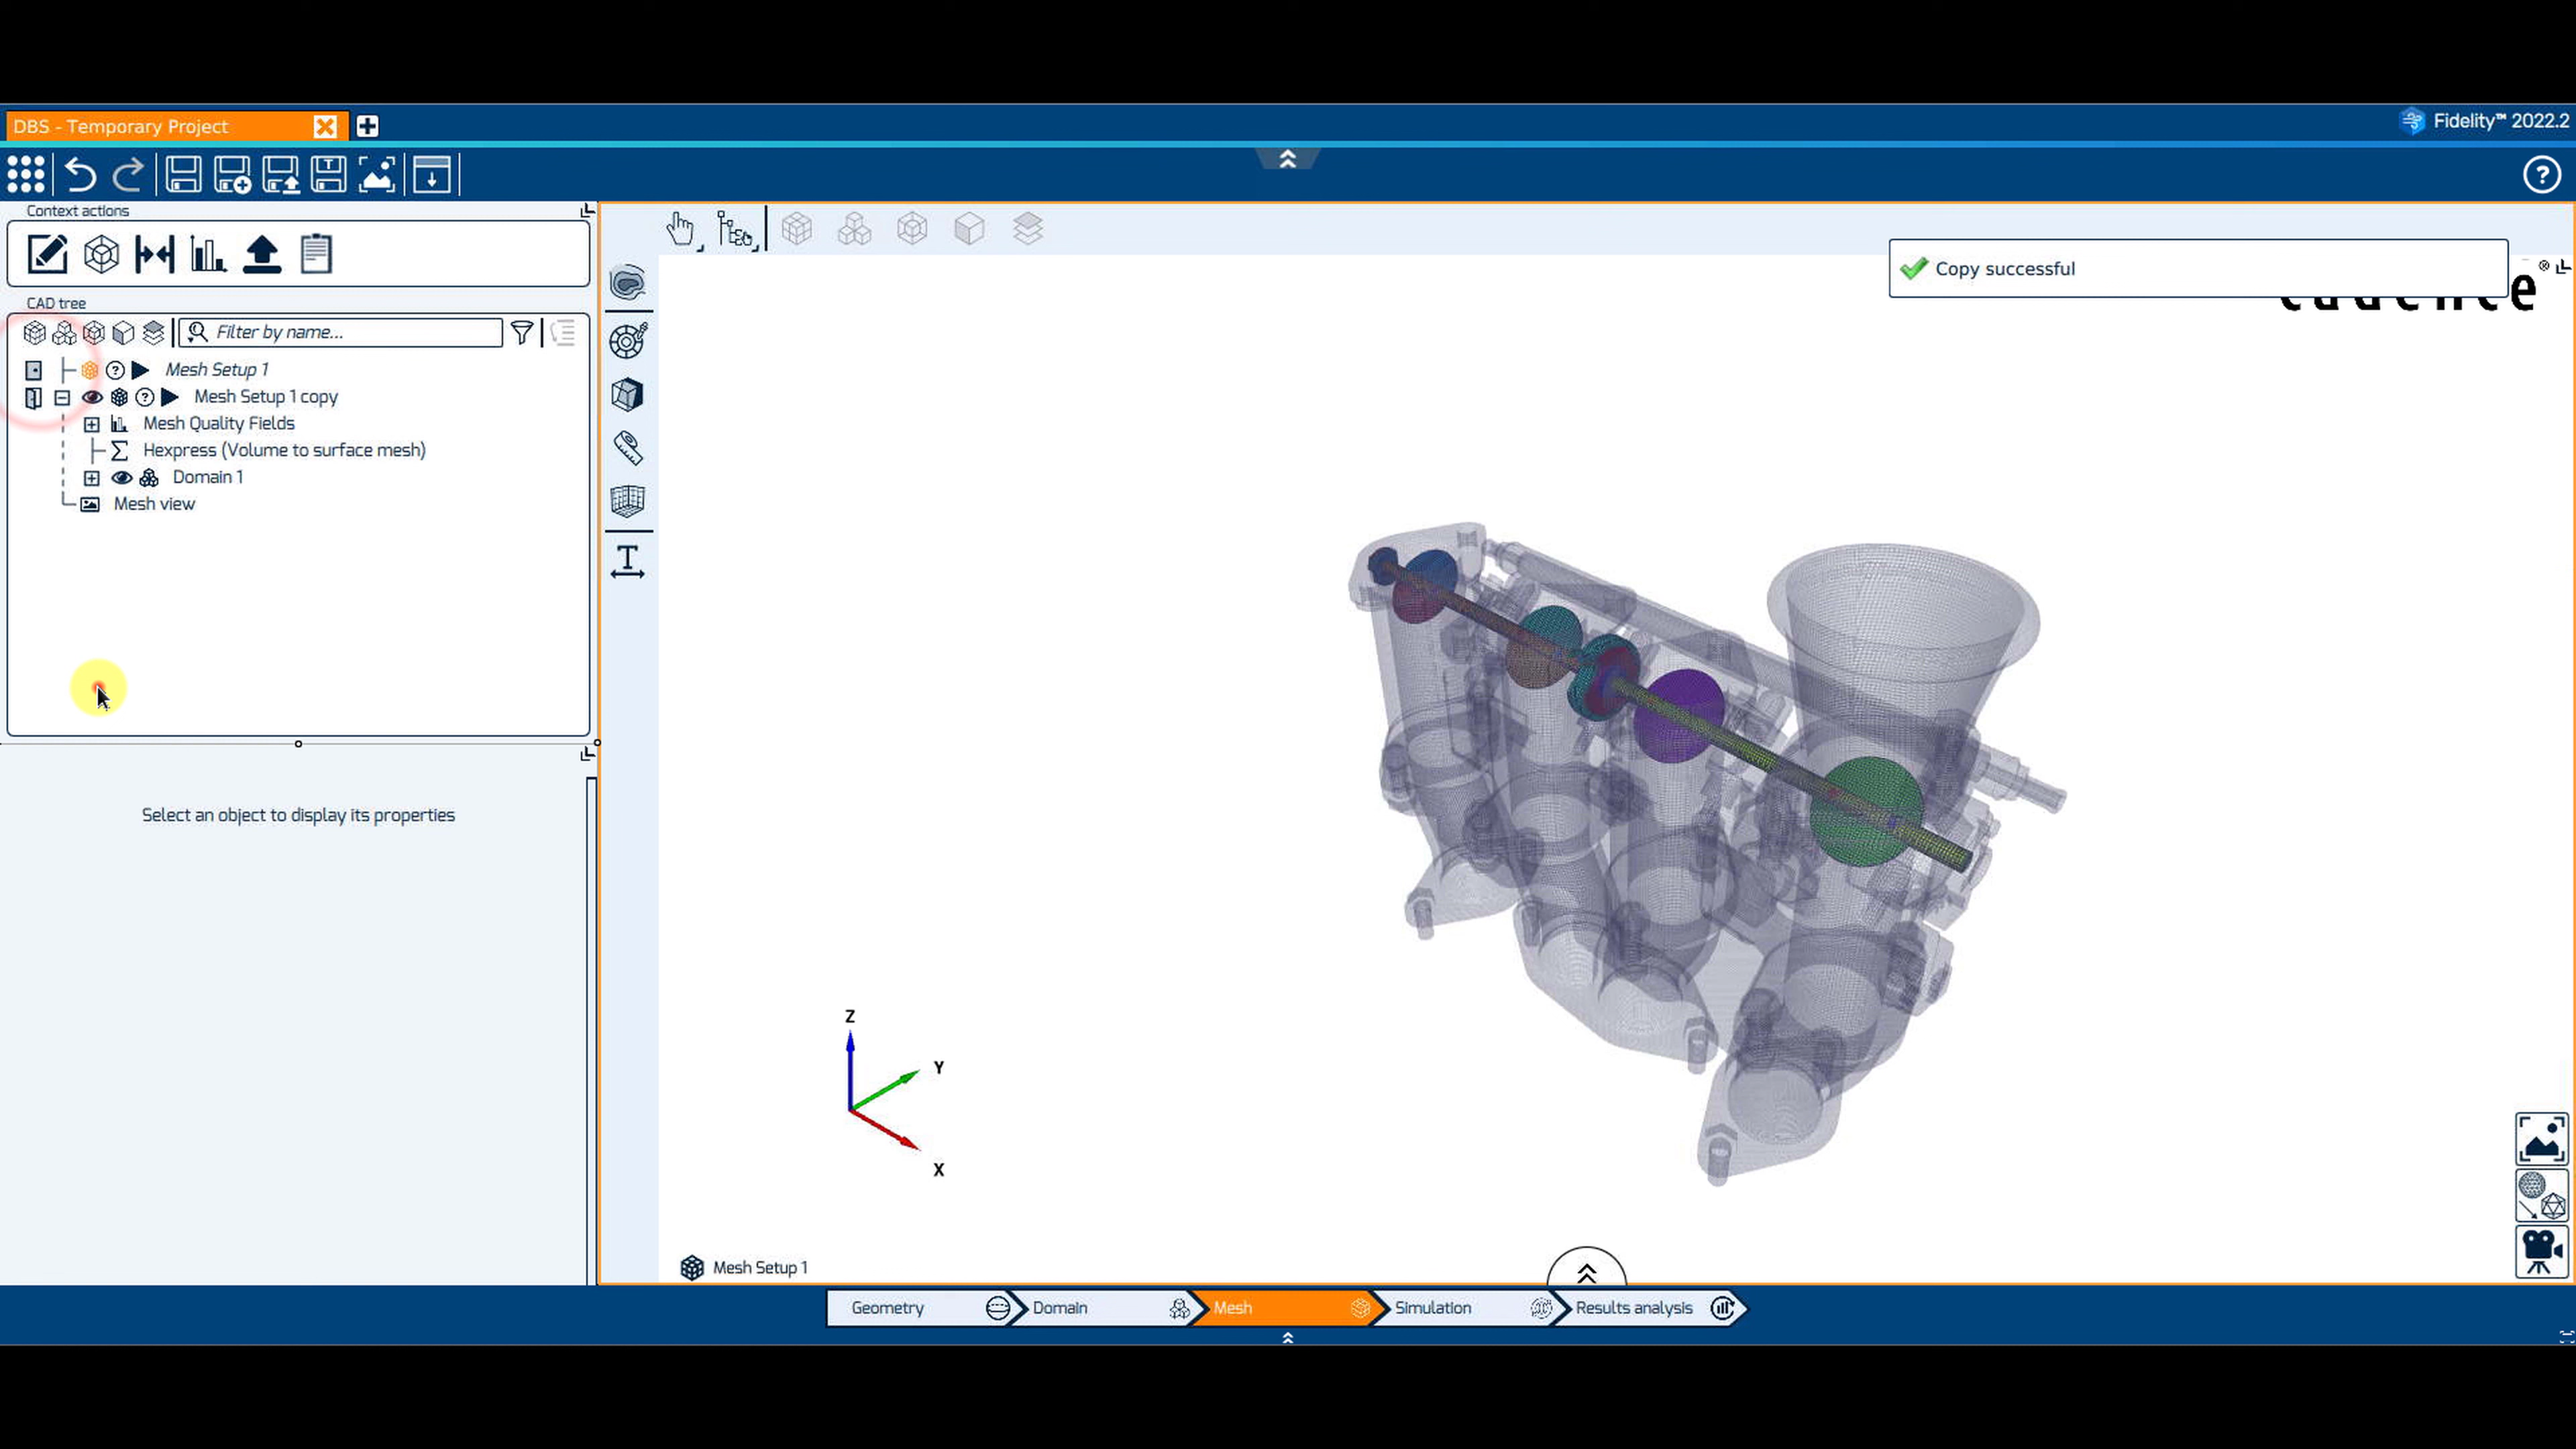 DBS - Temporary Project
Fidelity™ 2022.2
Context actions
CAD tree
Filter by name...
Mesh Setup 1
Mesh Setup 1 copy
Mesh Quality Fields
Hexpress (Volume to surface mesh)
Domain 1
Mesh view
Select an object to display its properties
Copy successful
Z
Y
X
Mesh Setup 1
Geometry
Domain
Mesh
Simulation
Results analysis